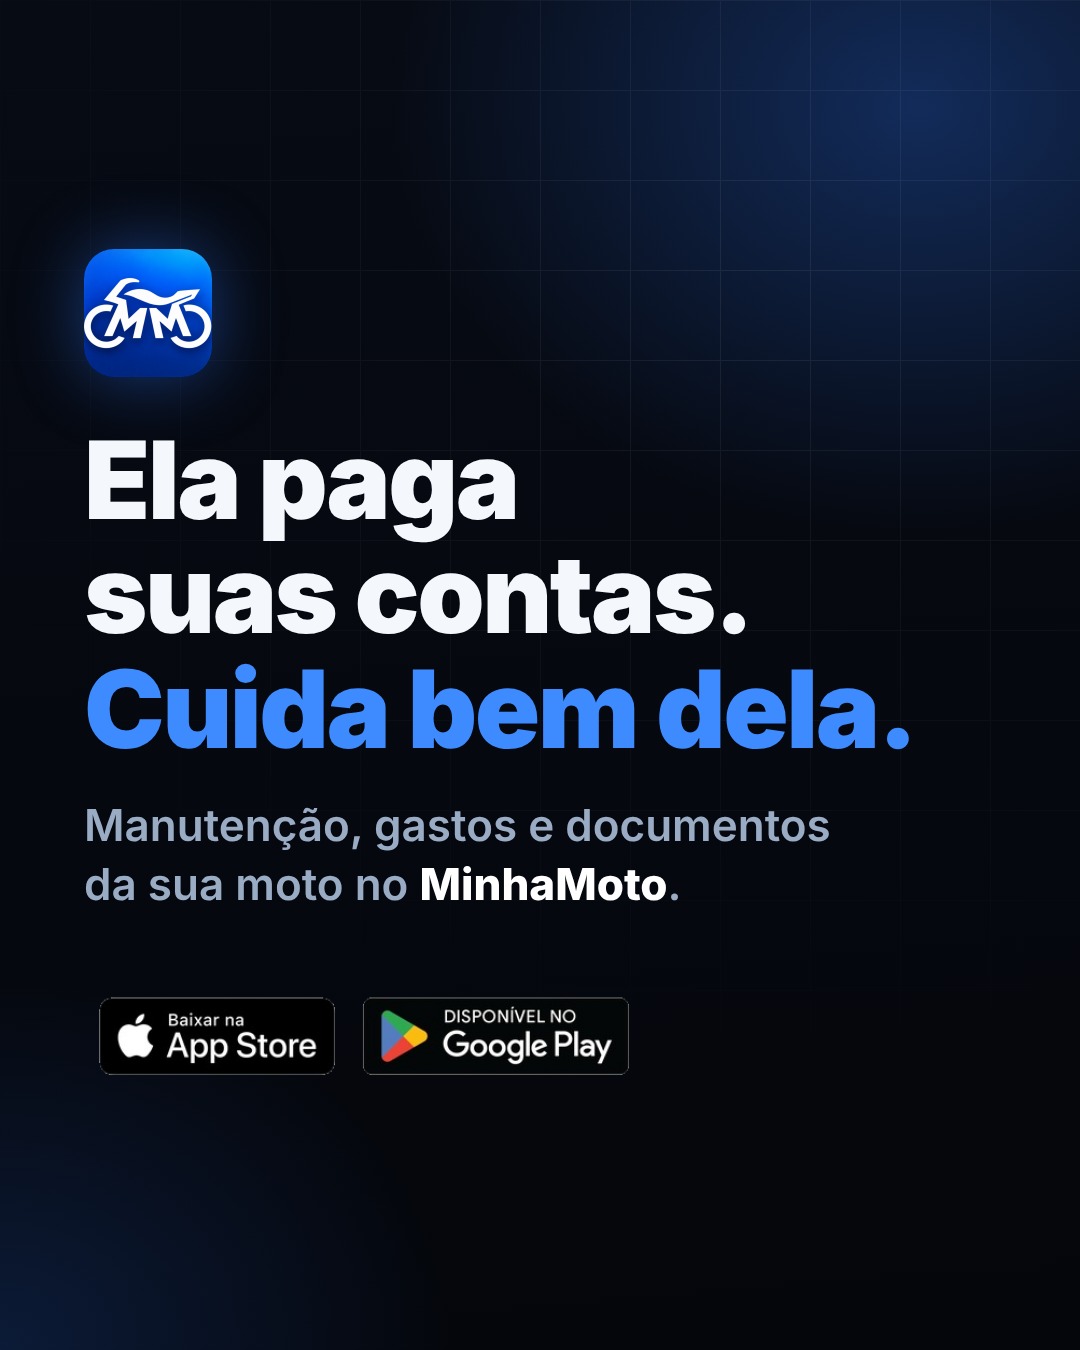 MM
Ela paga
suas contas.
Cuida bem dela.
Manutenção, gastos e documentos
da sua moto no MinhaMoto.
Baixar na
App Store
DISPONÍVEL NO
Google Play